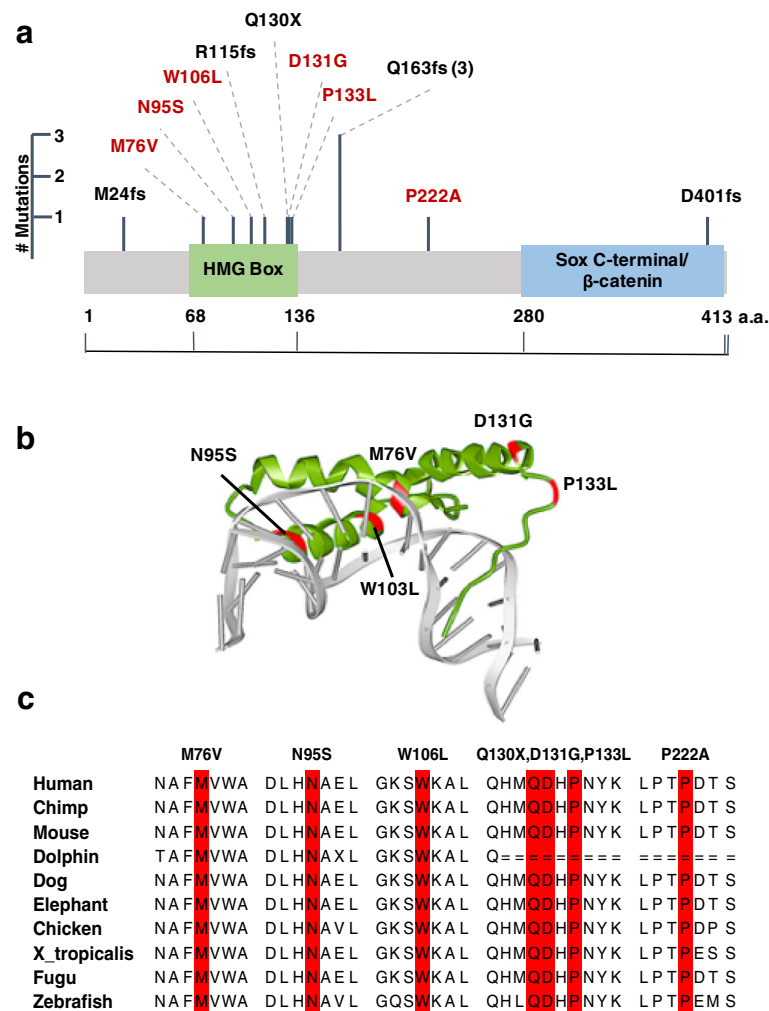 a
Q130X
R115fs
D131G
W106L
Q163fs (3)
P133L
N95S
M76V
# Mutations
3
2
1
M24fs
P222A
D401fs
HMG Box
Sox C-terminal/
β-catenin
1 68 136 280 413 a.a.
b
D131G
N95S
M76V
P133L
W103L
c
M76V N95S W106L Q130X,D131G,P133L P222A
Human NAFMVWA DLHNAEL GKSWKAL QHMQDHPNYK LPTPDTS
Chimp NAFMVWA DLHNAEL GKSWKAL QHMQDHPNYK LPTPDTS
Mouse NAFMVWA DLHNAEL GKSWKAL QHMQDHPNYK LPTPDTS
Dolphin TAFMVWA DLHNAXL GKSWKAL Q========= =======
Dog NAFMVWA DLHNAEL GKSWKAL QHMQDHPNYK LPTPDTS
Elephant NAFMVWA DLHNAEL GKSWKAL QHMQDHPNYK LPTPDTS
Chicken NAFMVWA DLHNAVL GKSWKAL QHMQDHPNYK LPTPDPS
X_tropicalis NAFMVWA DLHNAEL GKSWKAL QHMQDHPNYK LPTPESS
Fugu NAFMVWA DLHNAEL GKSWKAL QHMQDHPNYK LPTPDTS
Zebrafish NAFMVWA DLHNAVL GQSWKAL QHLQDHPNYK LPTPEMS